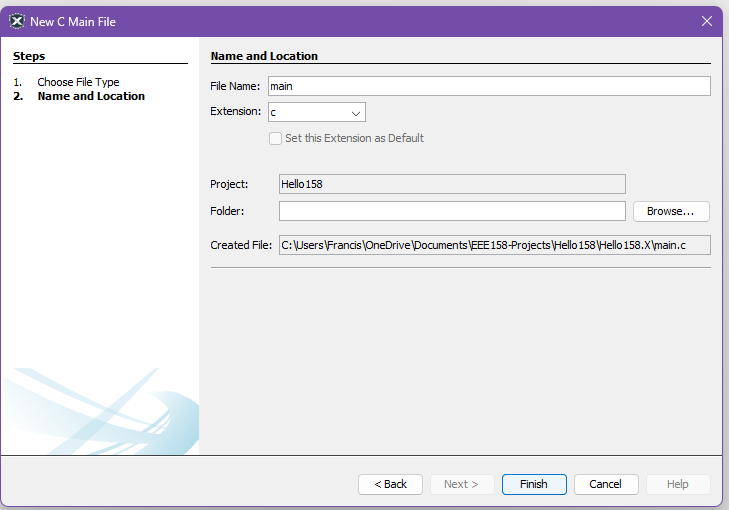 New C Main File
Steps
1. Choose File Type
2. Name and Location
Name and Location
File Name: main
Extension: c
Set this Extension as Default
Project: Hello158
Folder:
Browse...
Created File: C:\Users\Francis\OneDrive\Documents\EEE158-Projects\Hello158\Hello158.X\main.c
< Back Next > Finish Cancel Help